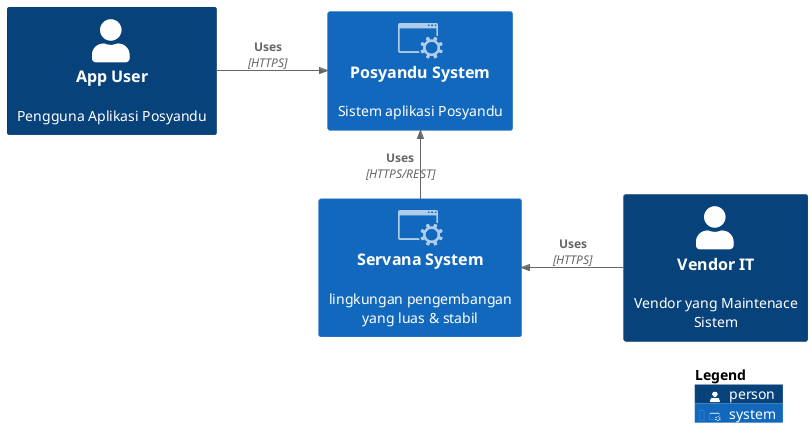 App User
Pengguna Aplikasi Posyandu
Uses
[HTTPS]
Posyandu System
Sistem aplikasi Posyandu
Uses
[HTTPS/REST]
Servana System
lingkungan pengembangan
yang luas & stabil
Uses
[HTTPS]
Vendor IT
Vendor yang Maintenace
Sistem
Legend
person
system